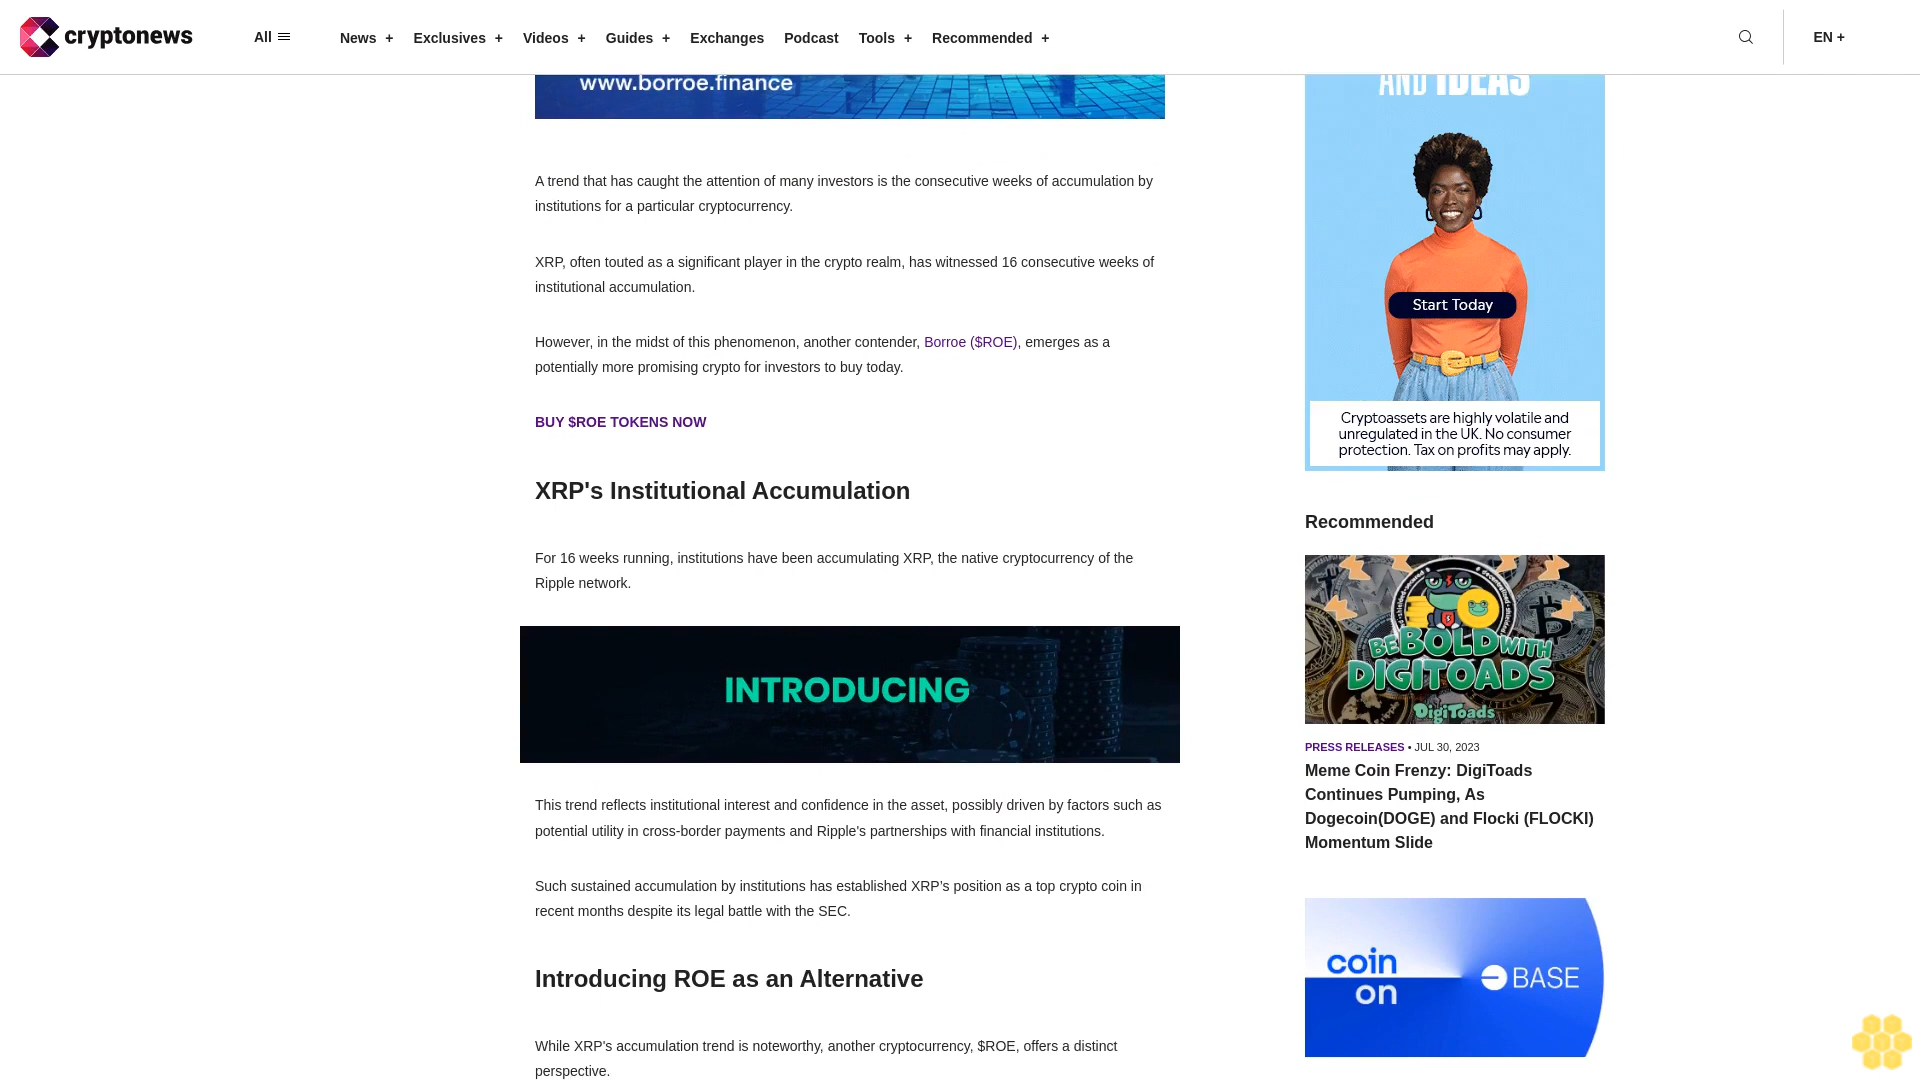 cryptonews
All
News +
Exclusives +
Videos +
Guides +
Exchanges
Podcast
Tools +
Recommended +
EN +
www.borroe.finance
A trend that has caught the attention of many investors is the consecutive weeks of accumulation by
institutions for a particular cryptocurrency.
XRP, often touted as a significant player in the crypto realm, has witnessed 16 consecutive weeks of
institutional accumulation.
However, in the midst of this phenomenon, another contender, Borroe ($ROE), emerges as a
potentially more promising crypto for investors to buy today.
BUY $ROE TOKENS NOW
XRP's Institutional Accumulation
For 16 weeks running, institutions have been accumulating XRP, the native cryptocurrency of the
Ripple network.
INTRODUCING
This trend reflects institutional interest and confidence in the asset, possibly driven by factors such as
potential utility in cross-border payments and Ripple's partnerships with financial institutions.
Such sustained accumulation by institutions has established XRP's position as a top crypto coin in
recent months despite its legal battle with the SEC.
Introducing ROE as an Alternative
While XRP's accumulation trend is noteworthy, another cryptocurrency, $ROE, offers a distinct
perspective.
AND IDEAS
Start Today
Cryptoassets are highly volatile and
unregulated in the UK. No consumer
protection. Tax on profits may apply.
Recommended
BE BOLD WITH
DIGITOADS
DigiToads
PRESS RELEASES • JUL 30, 2023
Meme Coin Frenzy: DigiToads
Continues Pumping, As
Dogecoin(DOGE) and Flocki (FLOCKI)
Momentum Slide
coin
on
BASE